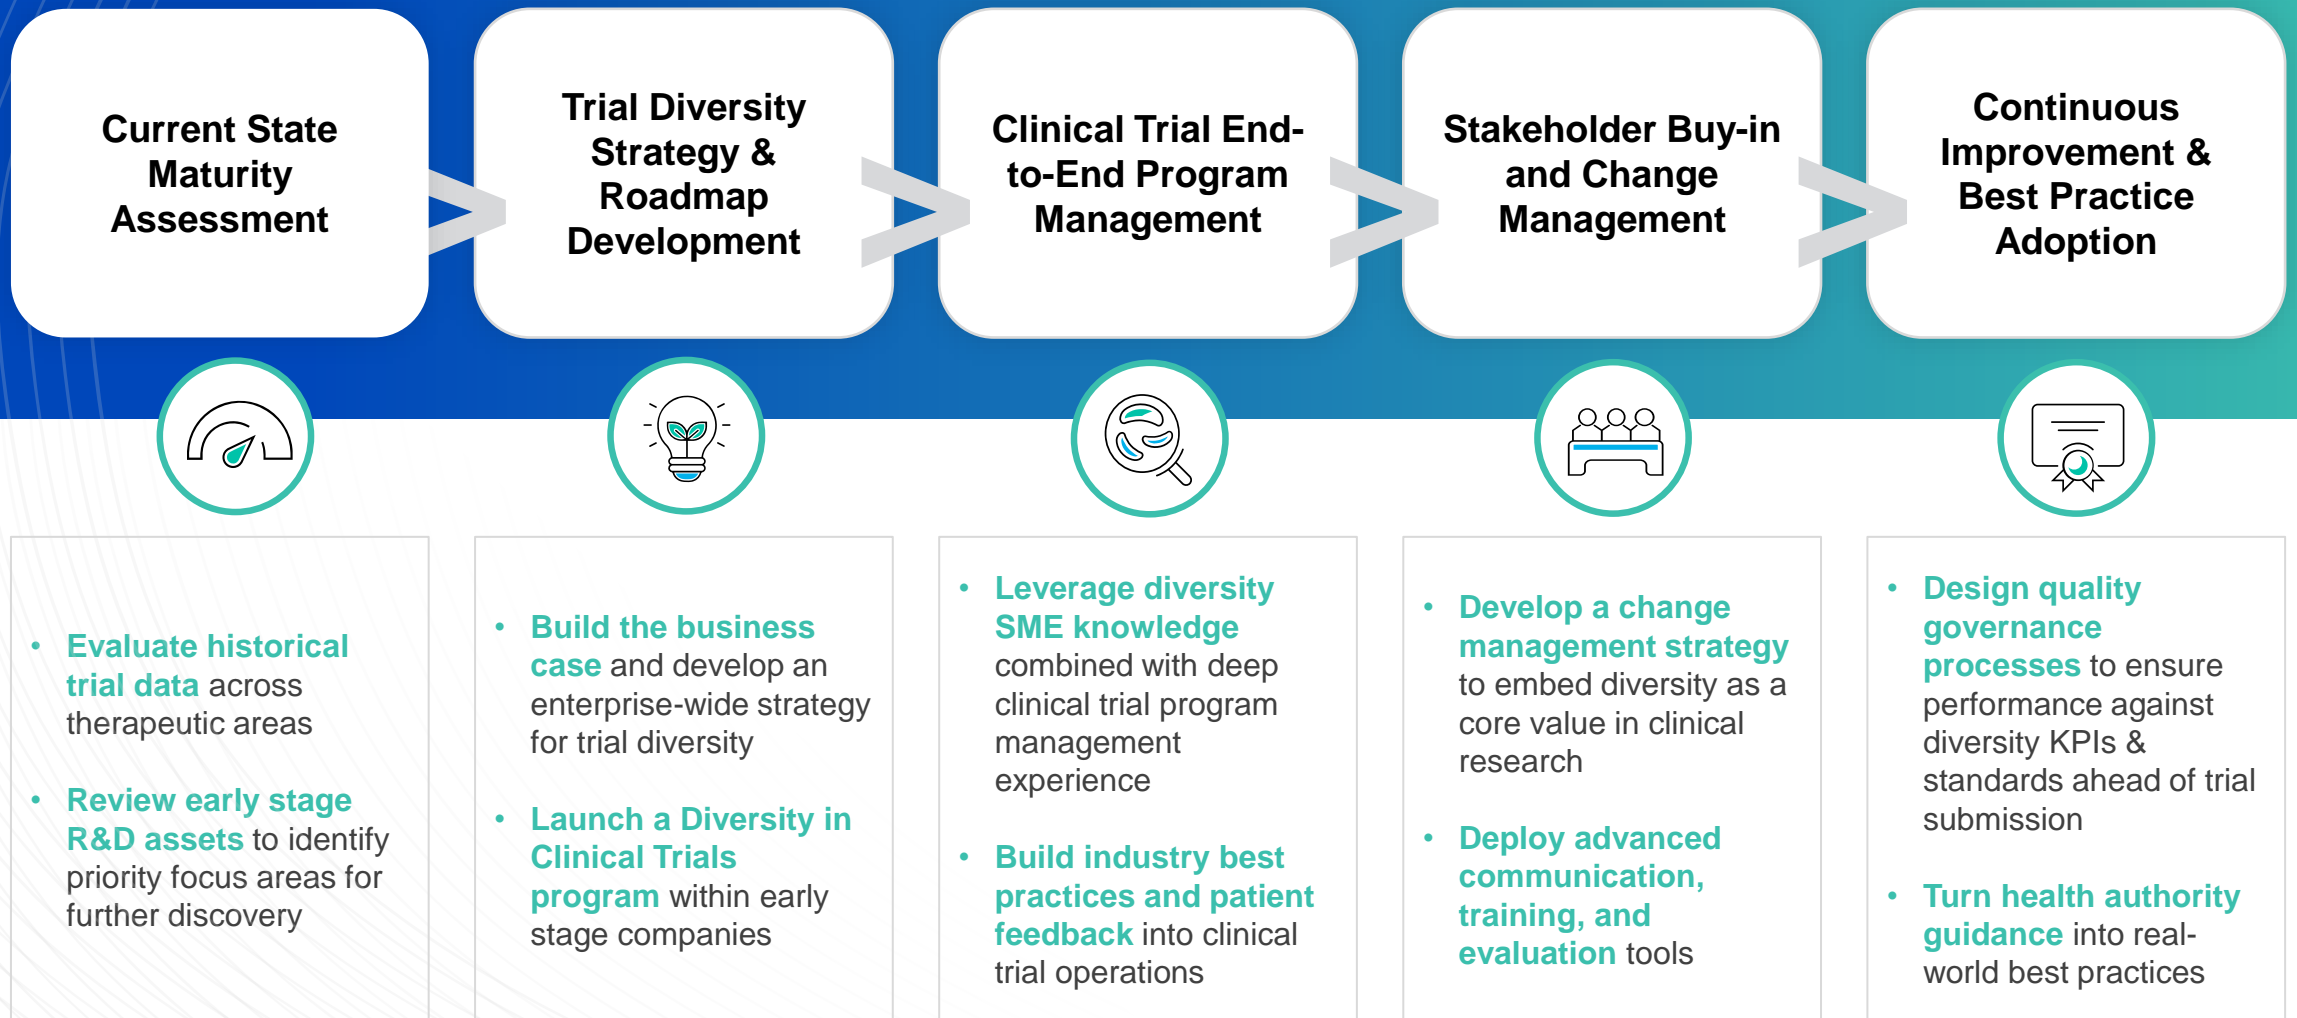 Current State
Maturity
Assessment
>
Trial Diversity
Strategy &
Roadmap
Development
>
Clinical Trial End-
to-End Program
Management
>
Stakeholder Buy-in
and Change
Management
>
Continuous
Improvement &
Best Practice
Adoption
• Evaluate historical
trial data across
therapeutic areas
• Review early stage
R&D assets to identify
priority focus areas for
further discovery
• Build the business
case and develop an
enterprise-wide strategy
for trial diversity
• Launch a Diversity in
Clinical Trials
program within early
stage companies
• Leverage diversity
SME knowledge
combined with deep
clinical trial program
management
experience
• Build industry best
practices and patient
feedback into clinical
trial operations
• Develop a change
management strategy
to embed diversity as a
core value in clinical
research
• Deploy advanced
communication,
training, and
evaluation tools
• Design quality
governance
processes to ensure
performance against
diversity KPIs &
standards ahead of trial
submission
• Turn health authority
guidance into real-
world best practices